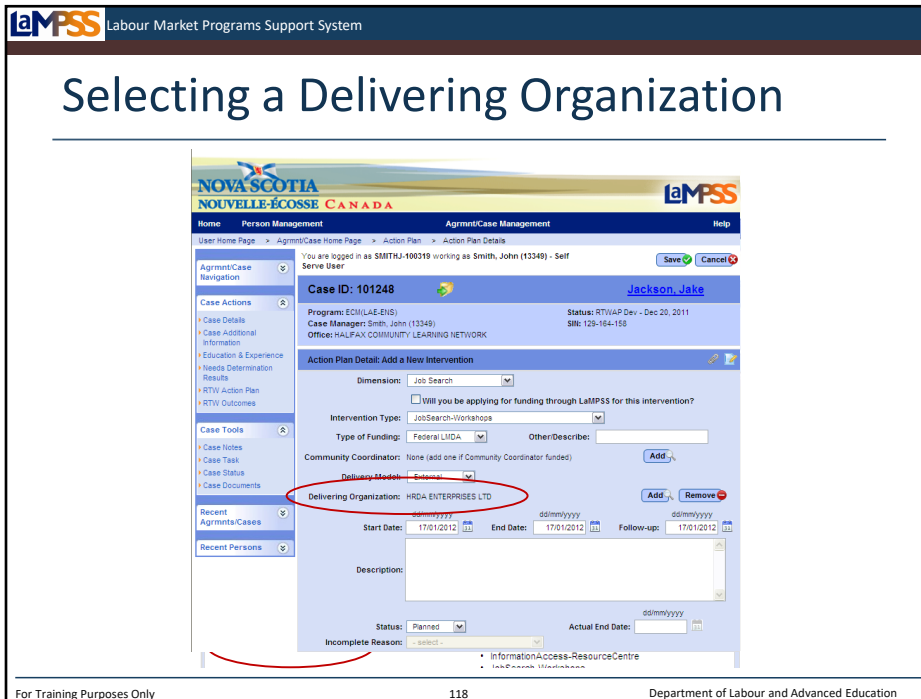 LaMPSS Labour Market Programs Support System
Selecting a Delivering Organization
NOVA SCOTIA
NOUVELLE-ÉCOSSE CANADA
LaMPSS
Home Person Management Agrmnt/Case Management Help
User Home Page > Agrmnt/Case Home Page > Action Plan > Action Plan Details
Agrmnt/Case Navigation
Case Actions
Case Details
Case Additional Information
Education & Experience
Needs Determination Results
RTW Action Plan
RTW Outcomes
Case Tools
Case Notes
Case Task
Case Status
Case Documents
Recent Agrmnts/Cases
Recent Persons
You are logged in as SMITHJ-100319 working as Smith, John (13349) - Self
Serve User
Save Cancel
Case ID: 101248 Jackson, Jake
Program: ECM(LAE-ENS) Status: RTWAP Dev - Dec 20, 2011
Case Manager: Smith, John (13349) SIN: 129-164-158
Office: HALIFAX COMMUNITY LEARNING NETWORK
Action Plan Detail: Add a New Intervention
Dimension: Job Search
Will you be applying for funding through LaMPSS for this intervention?
Intervention Type: JobSearch-Workshops
Type of Funding: Federal LMDA Other/Describe:
Community Coordinator: None (add one if Community Coordinator funded) Add
Delivery Model: External
Delivering Organization: HRDA ENTERPRISES LTD Add Remove
dd/mm/yyyy dd/mm/yyyy dd/mm/yyyy
Start Date: 17/01/2012 End Date: 17/01/2012 Follow-up: 17/01/2012
Description:
dd/mm/yyyy
Status: Planned Actual End Date:
Incomplete Reason: - select -
• InformationAccess-ResourceCentre
• JobSearch-Workshops
For Training Purposes Only 118 Department of Labour and Advanced Education